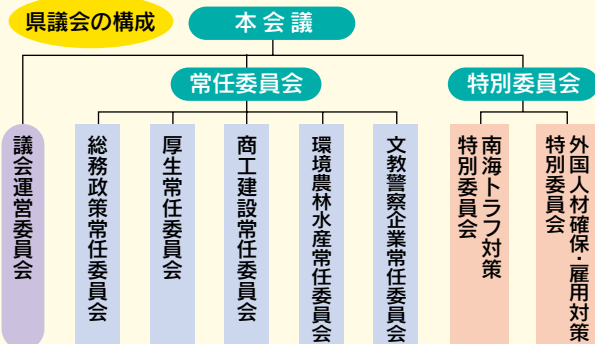 県議会の構成
本会議
常任委員会
特別委員会
議会運営委員会
総務政策常任委員会
厚生常任委員会
商工建設常任委員会
環境農林水産常任委員会
文教警察企業常任委員会
南海トラフ対策
特別委員会
外国人材確保・雇用対策
特別委員会